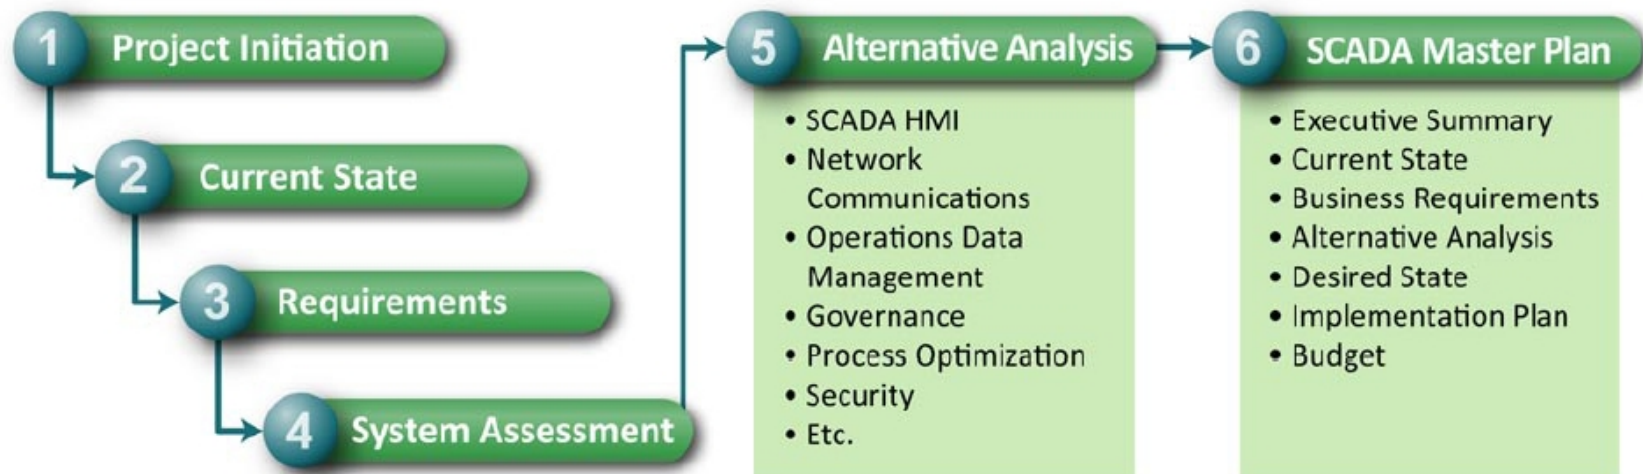 1 Project Initiation
2 Current State
3 Requirements
4 System Assessment
5 Alternative Analysis
• SCADA HMI
• Network
Communications
• Operations Data
Management
• Governance
• Process Optimization
• Security
• Etc.
6 SCADA Master Plan
• Executive Summary
• Current State
• Business Requirements
• Alternative Analysis
• Desired State
• Implementation Plan
• Budget